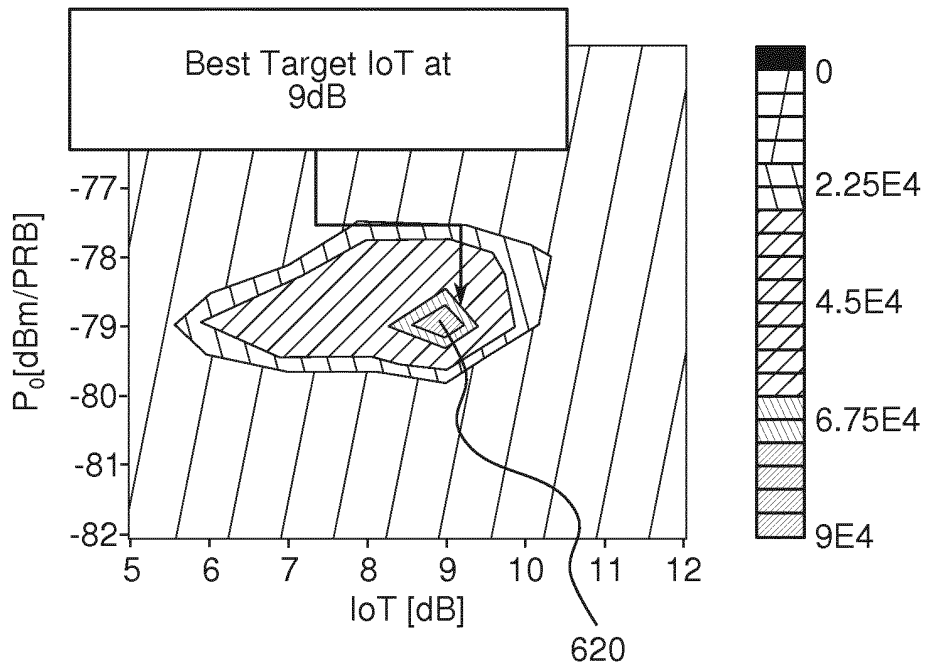 Best Target IoT at
9dB
P0[dBm/PRB]
-77
-78
-79
-80
-81
-82
5 6 7 8 9 10 11 12
IoT [dB]
620
0
2.25E4
4.5E4
6.75E4
9E4